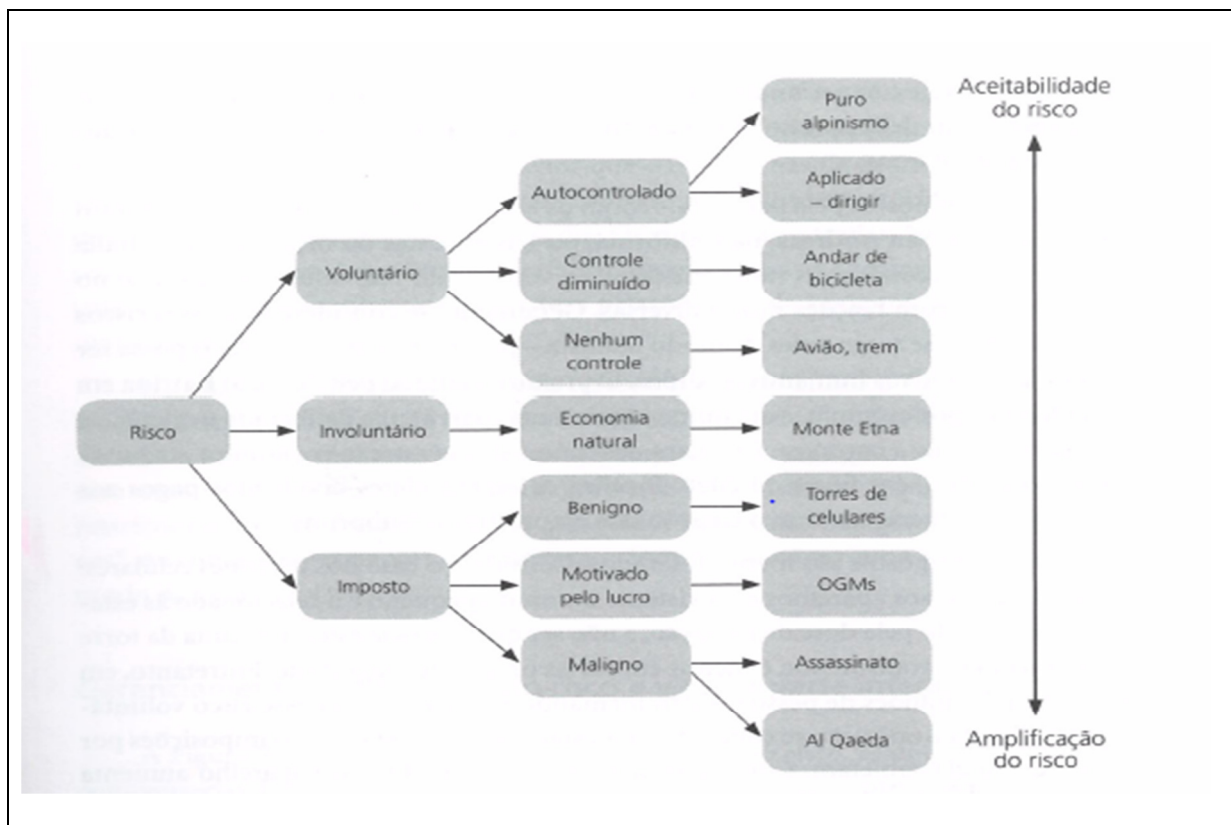 Puro
alpinismo
Aceitabilidade
do risco
Autocontrolado
Aplicado
– dirigir
Voluntário
Controle
diminuído
Andar de
bicicleta
Nenhum
controle
Avião, trem
Risco
Involuntário
Economia
natural
Monte Etna
Benigno
Torres de
celulares
Imposto
Motivado
pelo lucro
OGMs
Maligno
Assassinato
Al Qaeda
Amplificação
do risco